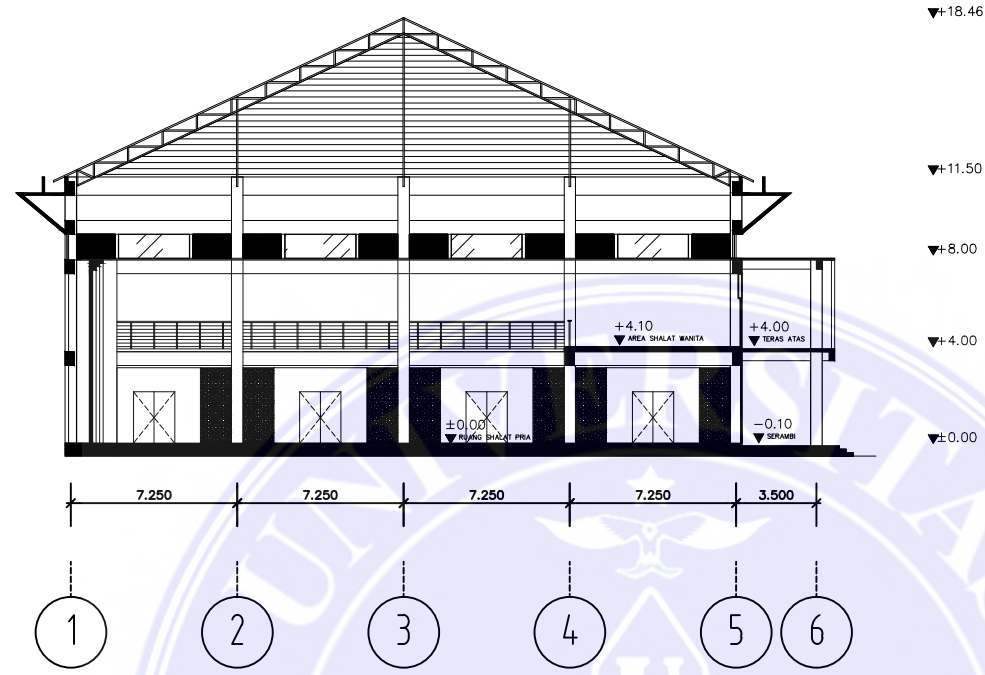 +18.46
+11.50
+8.00
+4.10
AREA SHALAT WANITA
+4.00
TERAS ATAS
+4.00
±0.00
RUANG SHALAT PRIA
-0.10
SERAMBI
±0.00
7.250 7.250 7.250 7.250 3.500
1 2 3 4 5 6
UNIVERSITAS